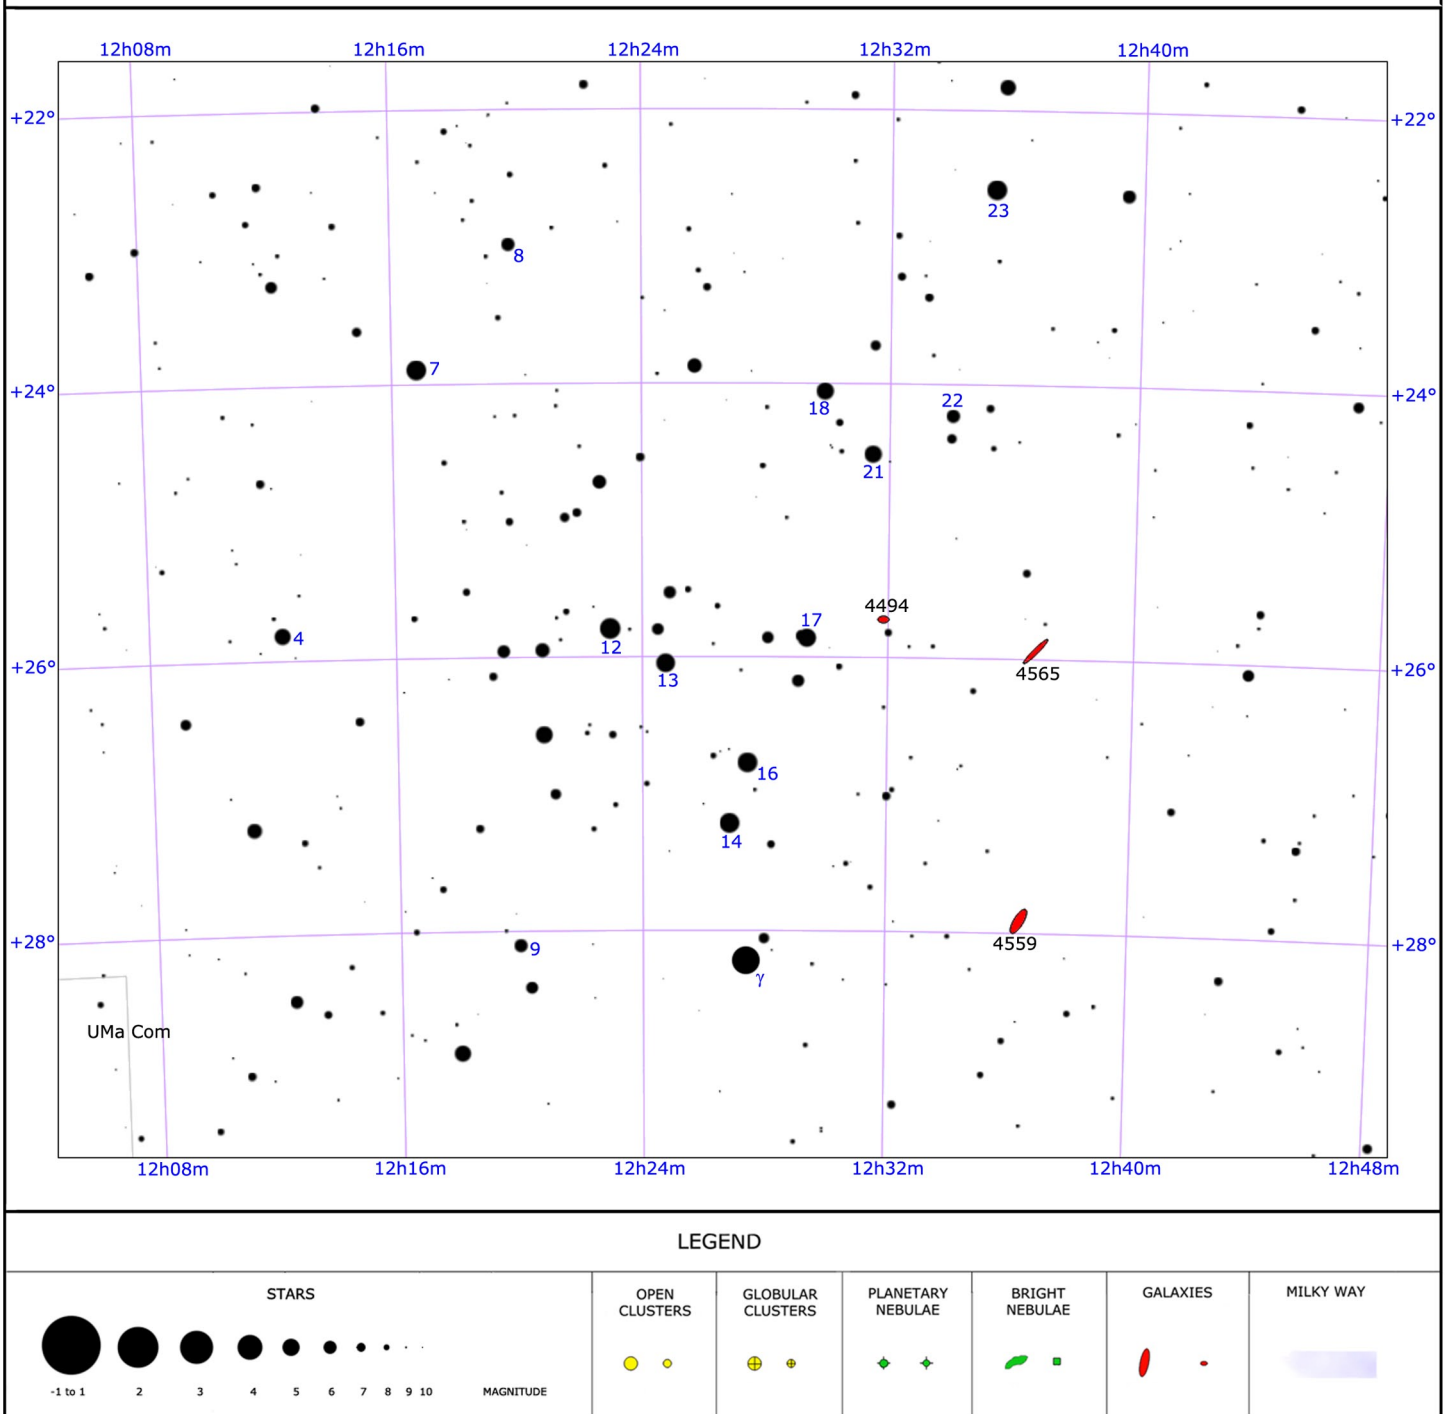 12h08m 12h16m 12h24m 12h32m 12h40m
+22° +22°
23
8
7
+24° +24°
18 22
21
4494
17
4 12
+26° 13 4565 +26°
16
14
+28° 9 4559 +28°
γ
UMa Com
12h08m 12h16m 12h24m 12h32m 12h40m 12h48m
LEGEND
STARS
-1 to 1 2 3 4 5 6 7 8 9 10 MAGNITUDE
OPEN
CLUSTERS
GLOBULAR
CLUSTERS
PLANETARY
NEBULAE
BRIGHT
NEBULAE
GALAXIES
MILKY WAY